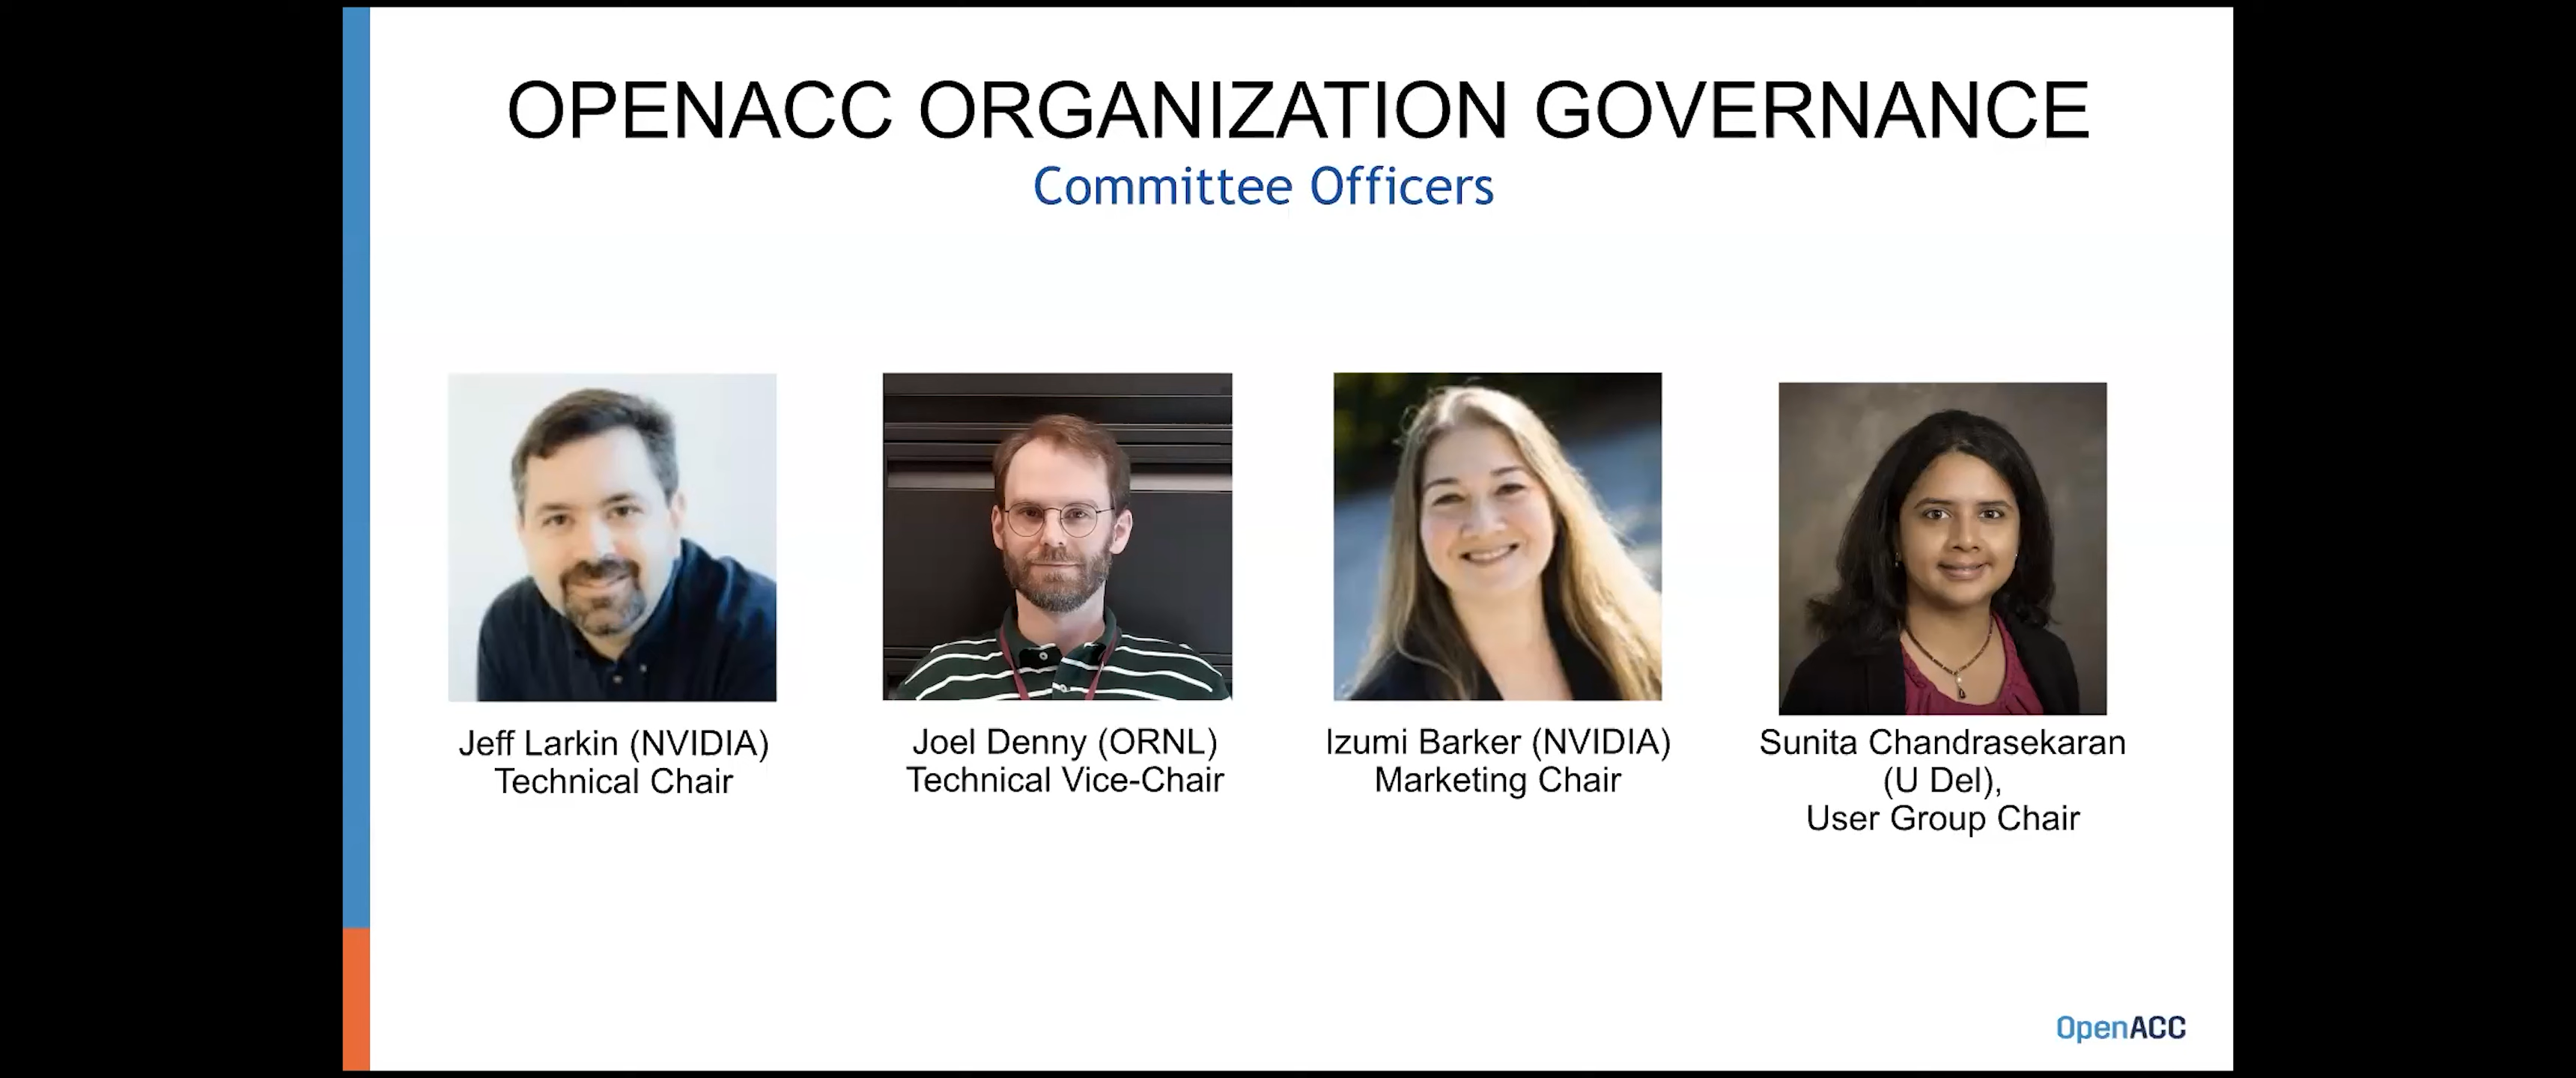 OPENACC ORGANIZATION GOVERNANCE
Committee Officers
Jeff Larkin (NVIDIA)
Technical Chair
Joel Denny (ORNL)
Technical Vice-Chair
Izumi Barker (NVIDIA)
Marketing Chair
Sunita Chandrasekaran
(U Del),
User Group Chair
OpenACC